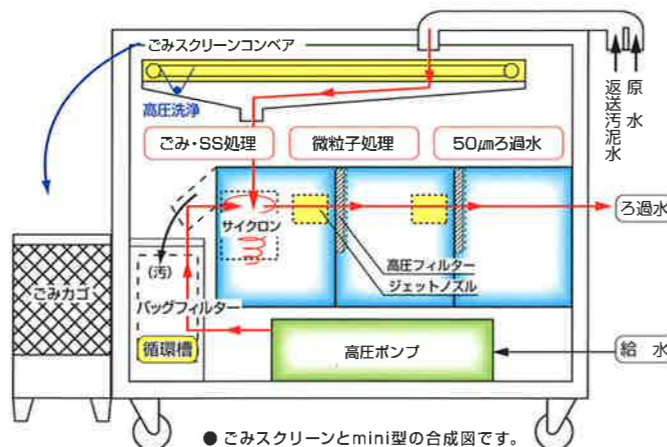 ごみスクリーンコンベア
高圧洗浄
返送汚泥水
原水
ごみ・SS処理
微粒子処理
50㎛ろ過水
サイクロン
ろ過水
高圧フィルター
ジェットノズル
(汚)
バッグフィルター
ごみカゴ
循環槽
高圧ポンプ
給水
● ごみスクリーンとmini型の合成図です。